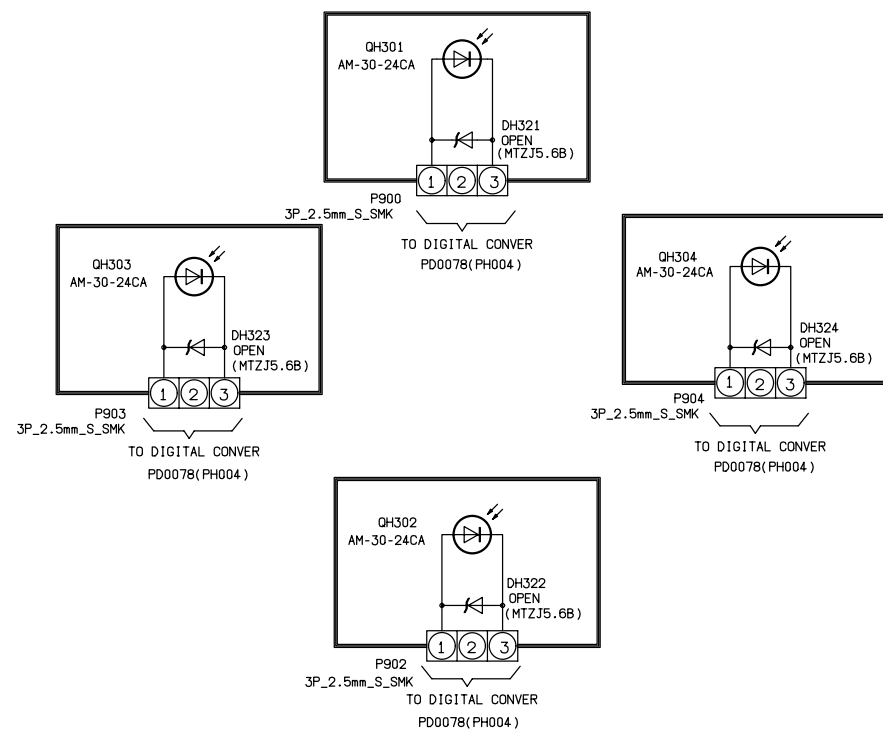 QH301
AM-30-24CA
DH321
OPEN
(MTZJ5.6B)
1 2 3
P900
3P_2.5mm_S_SMK
TO DIGITAL CONVER
PD0078(PH004)
QH303
AM-30-24CA
DH323
OPEN
(MTZJ5.6B)
1 2 3
P903
3P_2.5mm_S_SMK
TO DIGITAL CONVER
PD0078(PH004)
QH304
AM-30-24CA
DH324
OPEN
(MTZJ5.6B)
1 2 3
P904
3P_2.5mm_S_SMK
TO DIGITAL CONVER
PD0078(PH004)
QH302
AM-30-24CA
DH322
OPEN
(MTZJ5.6B)
1 2 3
P902
3P_2.5mm_S_SMK
TO DIGITAL CONVER
PD0078(PH004)